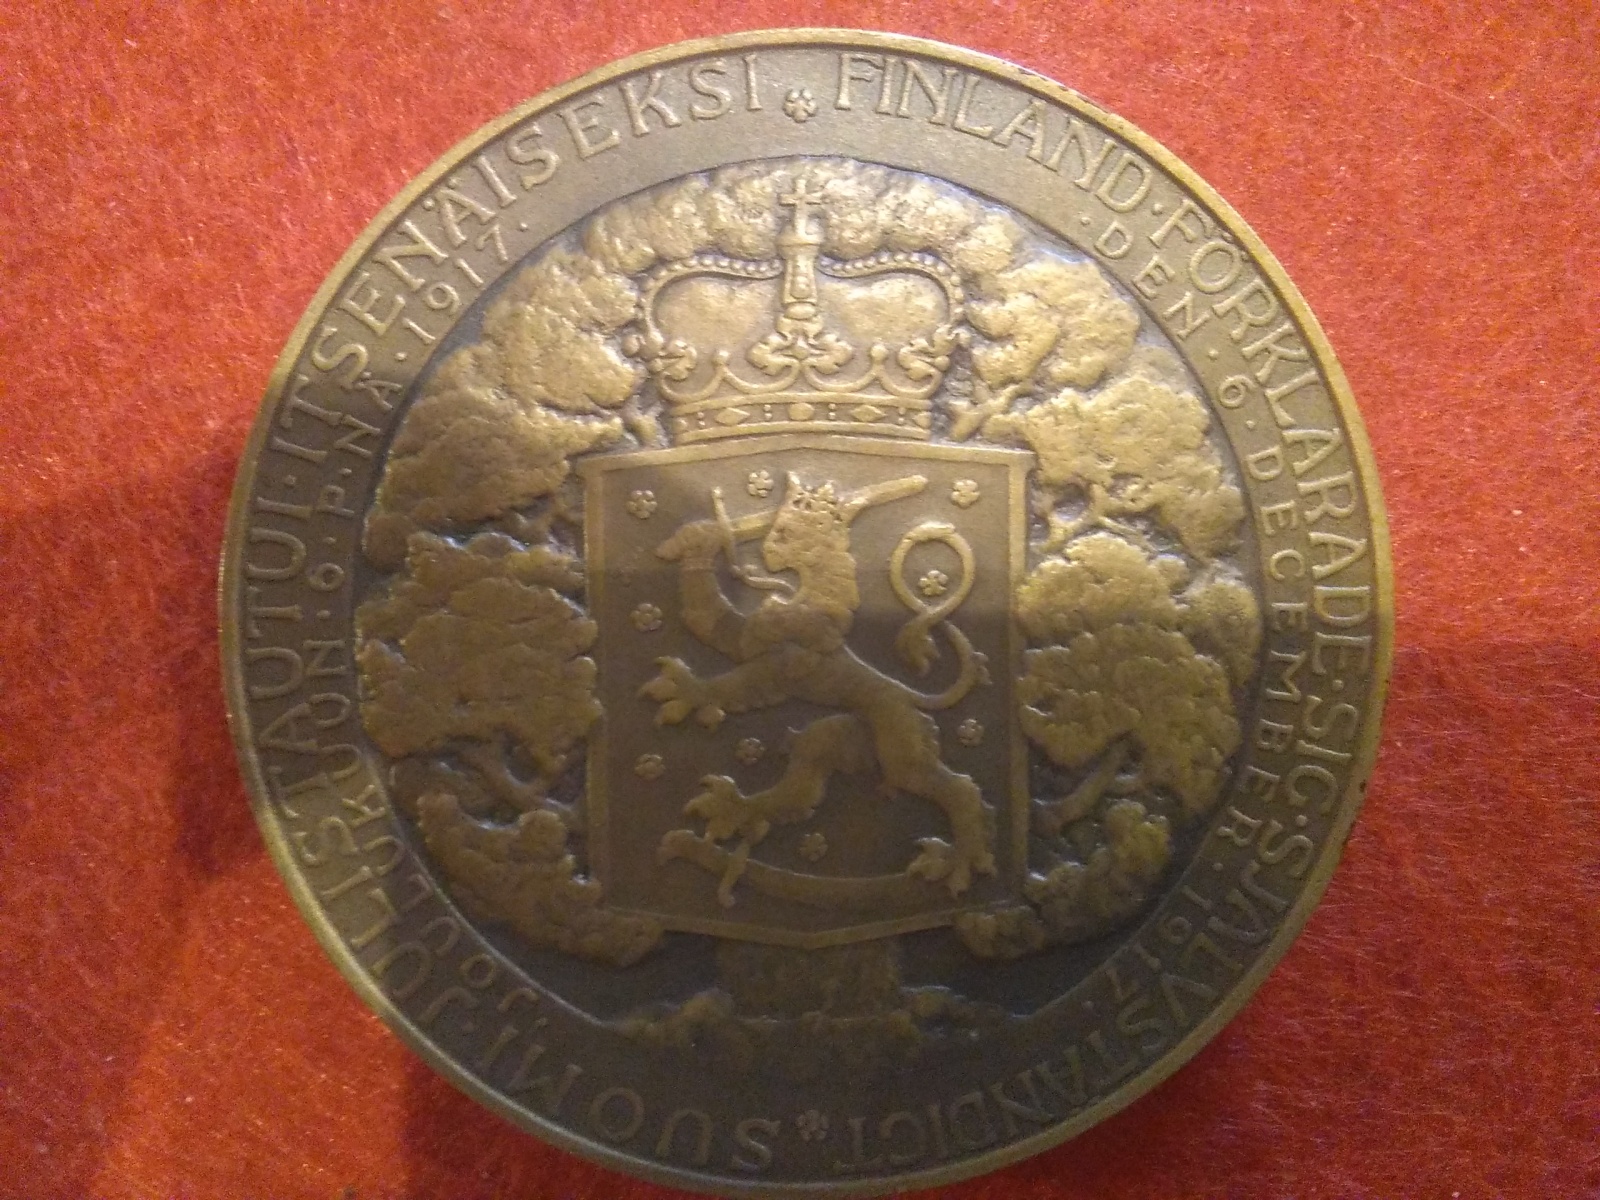 SUOMI·JULISTAUTUI·ITSENÄISEKSI
JOULUKUUN·6·P·NÄ·1917·
FINLAND·FÖRKLARADE·SIG·SJÄLVSTÄNDIGT
·DEN·6·DECEMBER·1917·